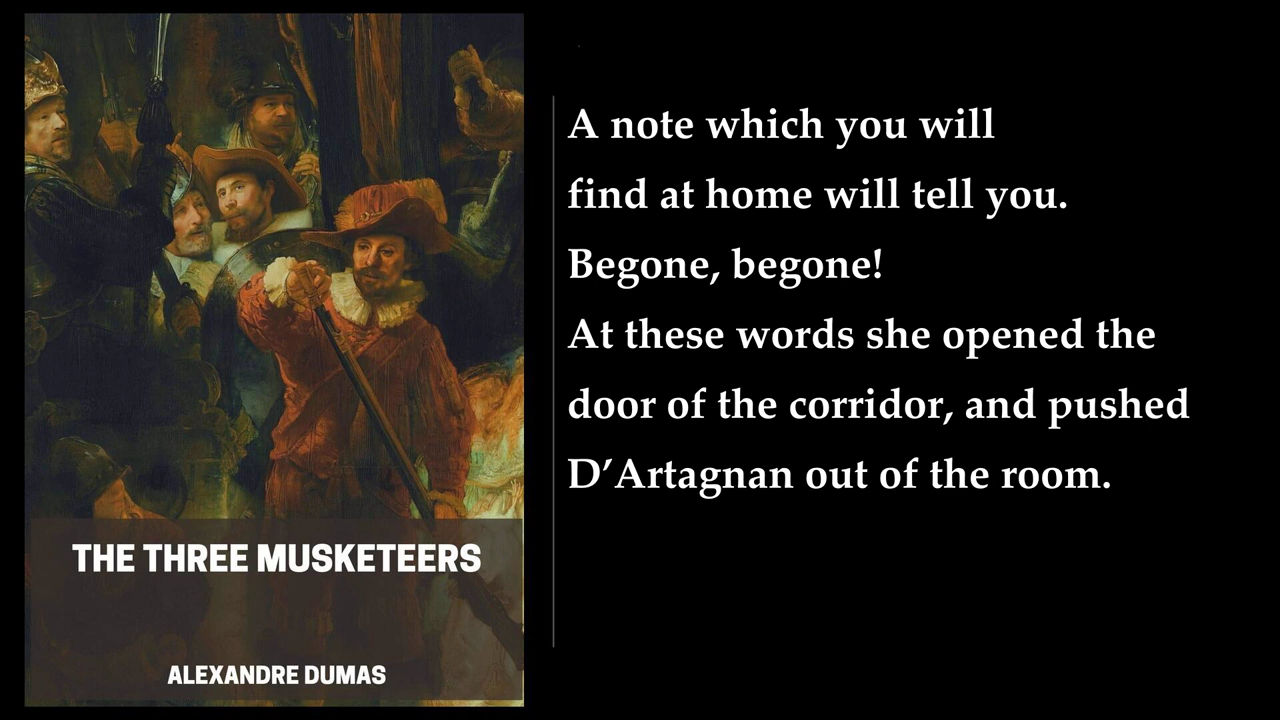 THE THREE MUSKETEERS
ALEXANDRE DUMAS
A note which you will
find at home will tell you.
Begone, begone!
At these words she opened the
door of the corridor, and pushed
D’Artagnan out of the room.